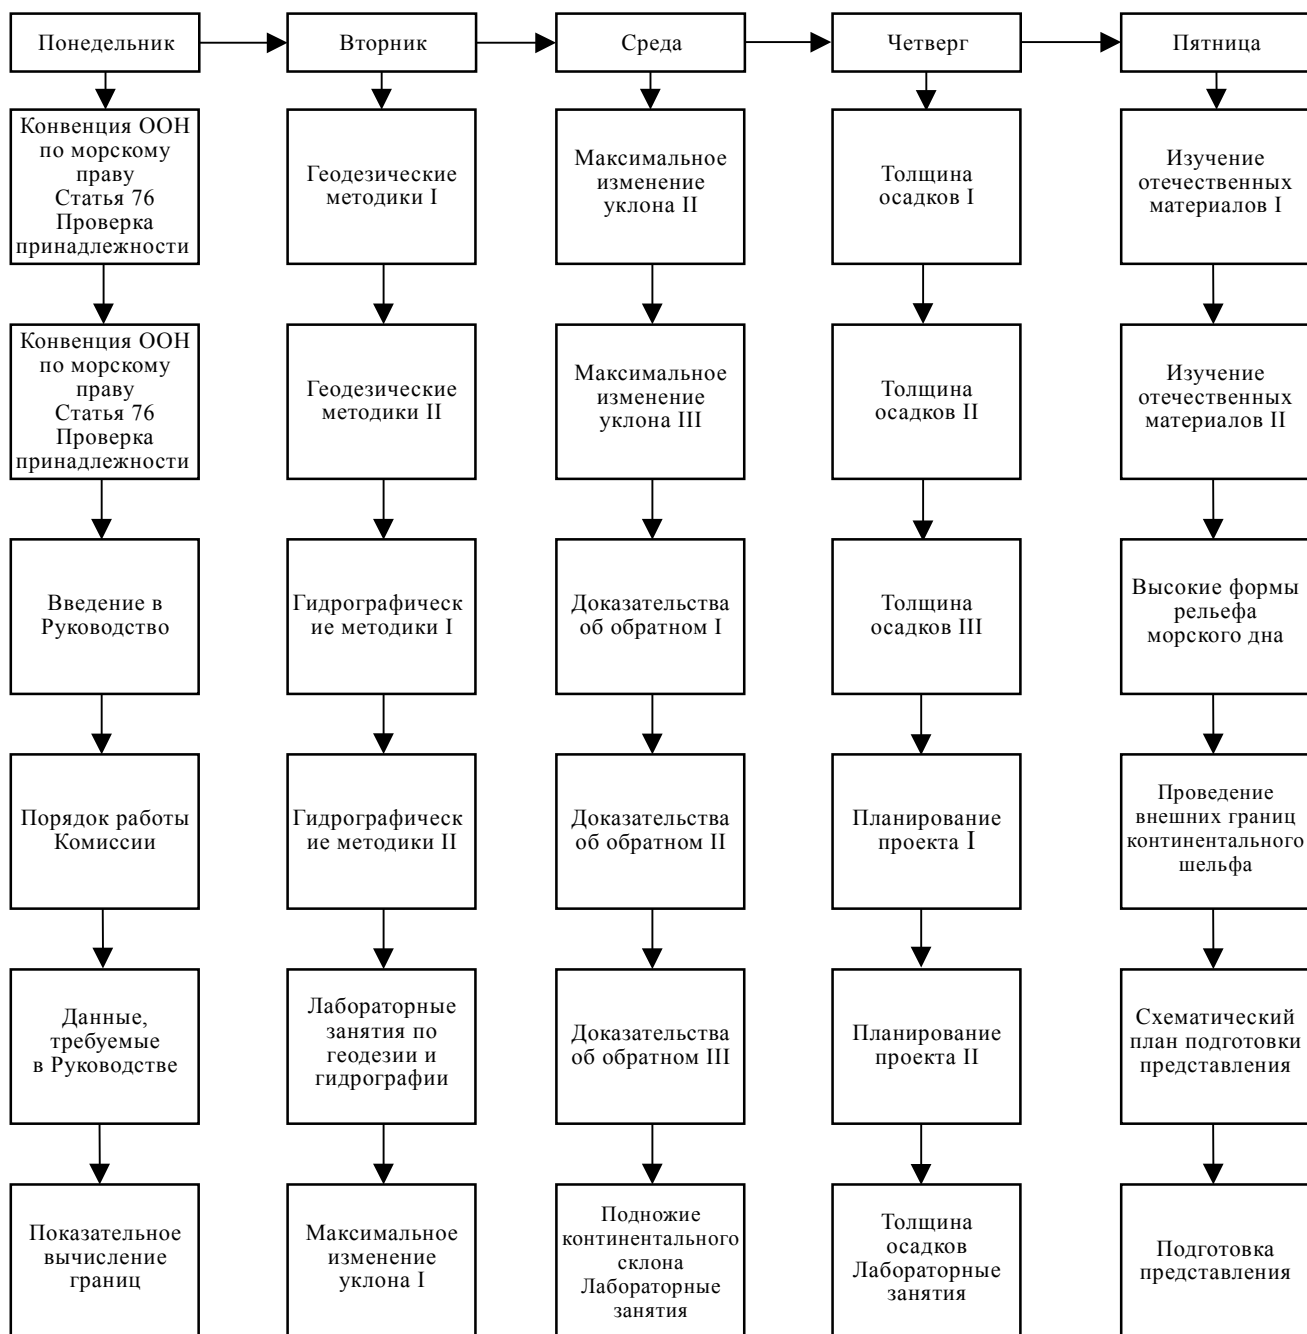 Понедельник
Вторник
Среда
Четверг
Пятница
Конвенция ООН
по морскому
праву
Статья 76
Проверка
принадлежности
Геодезические
методики I
Максимальное
изменение
уклона II
Толщина
осадков I
Изучение
отечественных
материалов I
Конвенция ООН
по морскому
праву
Статья 76
Проверка
принадлежности
Геодезические
методики II
Максимальное
изменение
уклона III
Толщина
осадков II
Изучение
отечественных
материалов II
Введение в
Руководство
Гидрографическ
ие методики I
Доказательства
об обратном I
Толщина
осадков III
Высокие формы
рельефа
морского дна
Порядок работы
Комиссии
Гидрографическ
ие методики II
Доказательства
об обратном II
Планирование
проекта I
Проведение
внешних границ
континентального
шельфа
Данные,
требуемые
в Руководстве
Лабораторные
занятия по
геодезии и
гидрографии
Доказательства
об обратном III
Планирование
проекта II
Схематический
план подготовки
представления
Показательное
вычисление
границ
Максимальное
изменение
уклона I
Подножие
континентального
склона
Лабораторные
занятия
Толщина
осадков
Лабораторные
занятия
Подготовка
представления